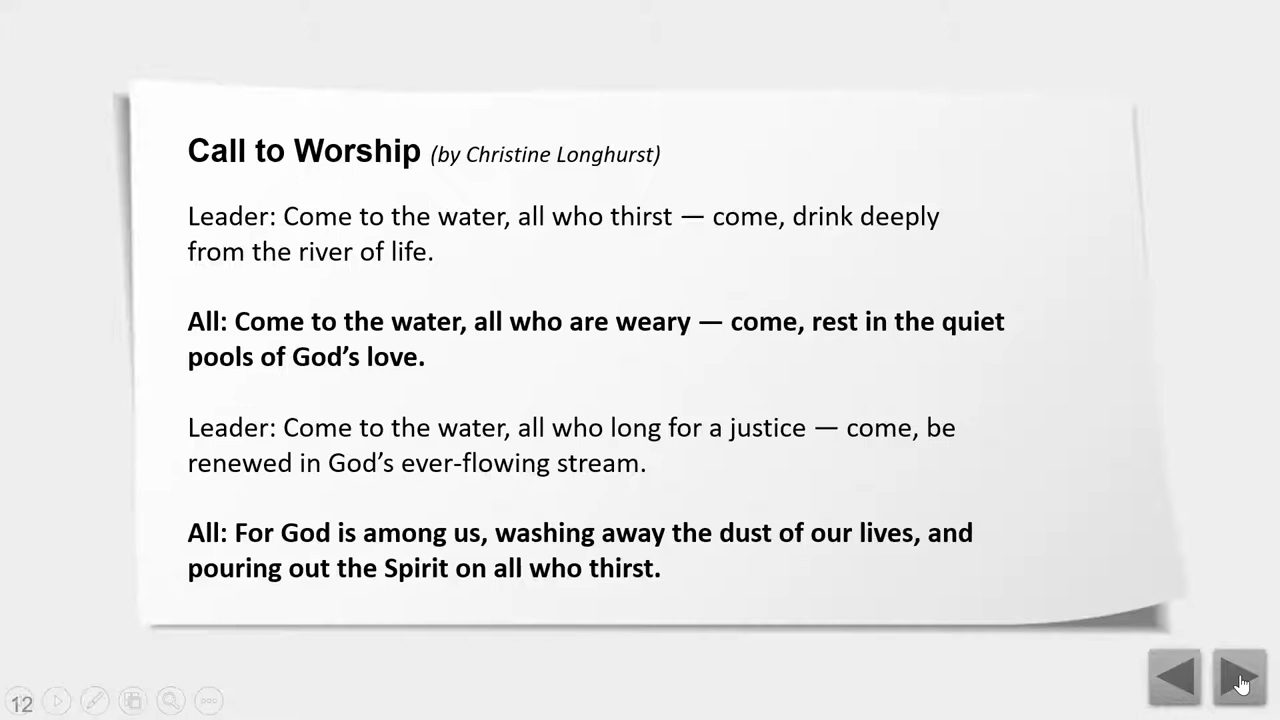 Call to Worship (by Christine Longhurst)
Leader: Come to the water, all who thirst — come, drink deeply
from the river of life.
All: Come to the water, all who are weary — come, rest in the quiet
pools of God’s love.
Leader: Come to the water, all who long for a justice — come, be
renewed in God’s ever-flowing stream.
All: For God is among us, washing away the dust of our lives, and
pouring out the Spirit on all who thirst.
12